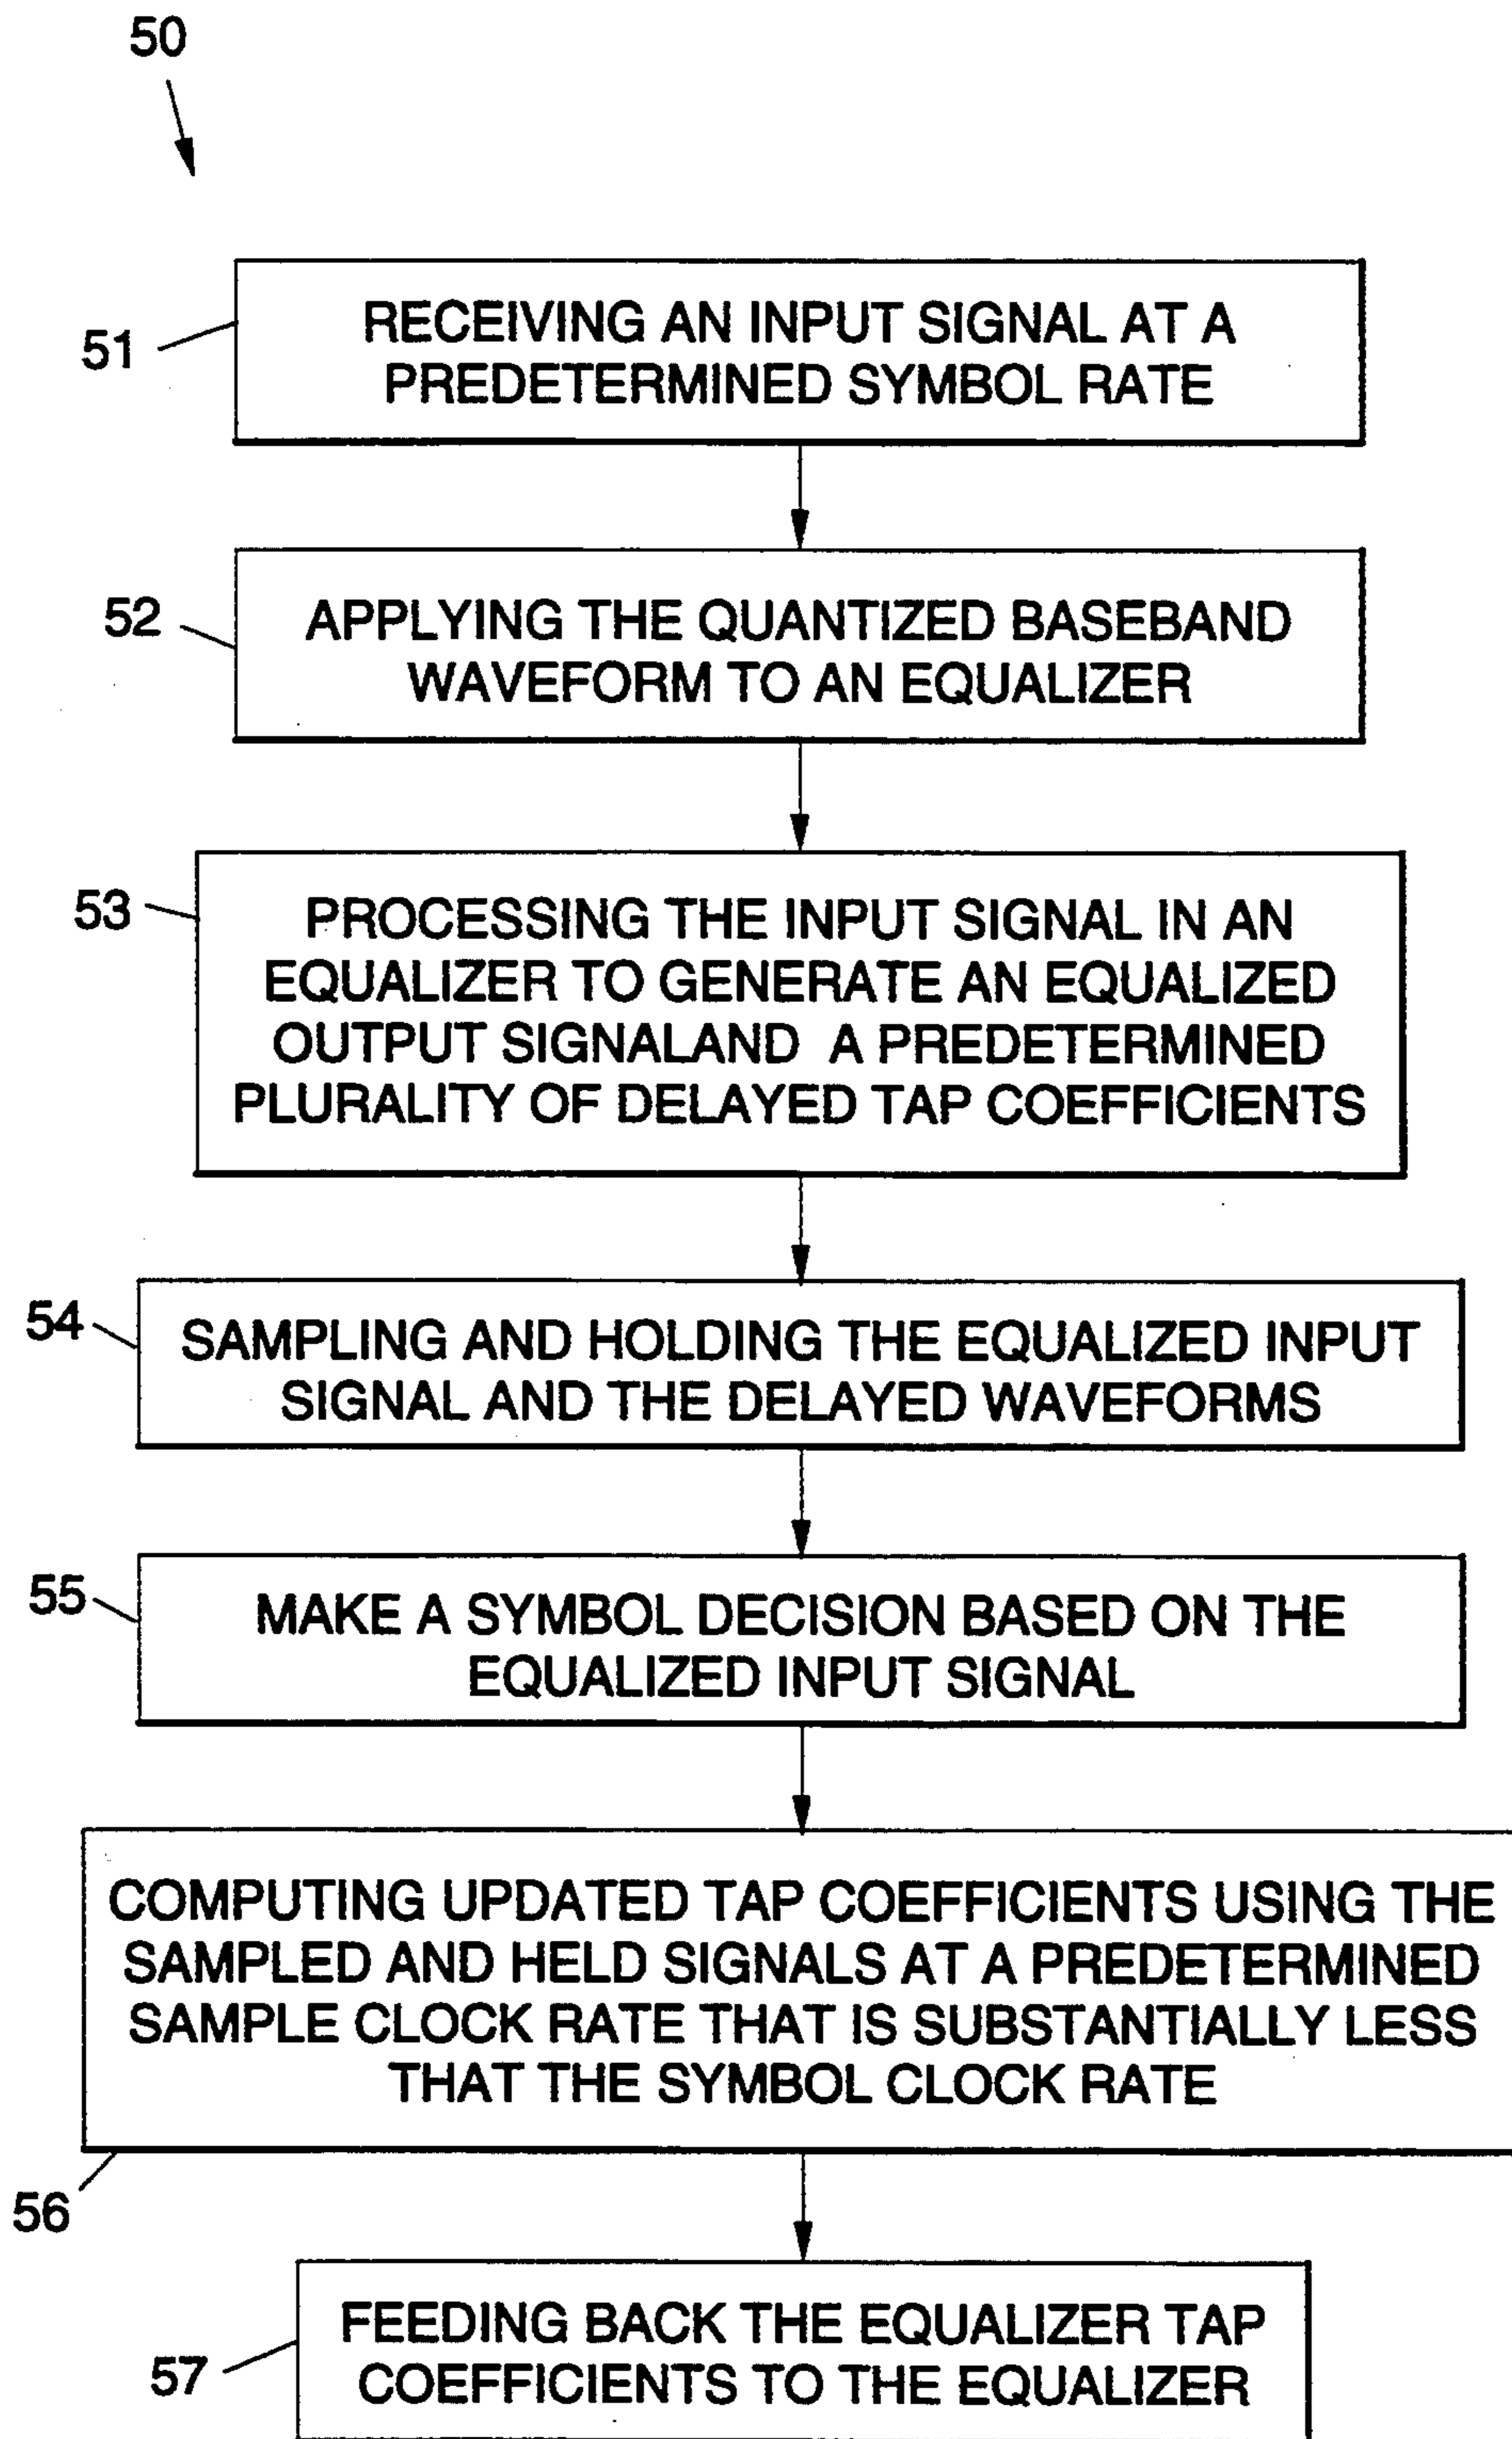 50
51
RECEIVING AN INPUT SIGNAL AT A
PREDETERMINED SYMBOL RATE
52
APPLYING THE QUANTIZED BASEBAND
WAVEFORM TO AN EQUALIZER
53
PROCESSING THE INPUT SIGNAL IN AN
EQUALIZER TO GENERATE AN EQUALIZED
OUTPUT SIGNALAND A PREDETERMINED
PLURALITY OF DELAYED TAP COEFFICIENTS
54
SAMPLING AND HOLDING THE EQUALIZED INPUT
SIGNAL AND THE DELAYED WAVEFORMS
55
MAKE A SYMBOL DECISION BASED ON THE
EQUALIZED INPUT SIGNAL
COMPUTING UPDATED TAP COEFFICIENTS USING THE
SAMPLED AND HELD SIGNALS AT A PREDETERMINED
SAMPLE CLOCK RATE THAT IS SUBSTANTIALLY LESS
THAT THE SYMBOL CLOCK RATE
56
FEEDING BACK THE EQUALIZER TAP
COEFFICIENTS TO THE EQUALIZER
57